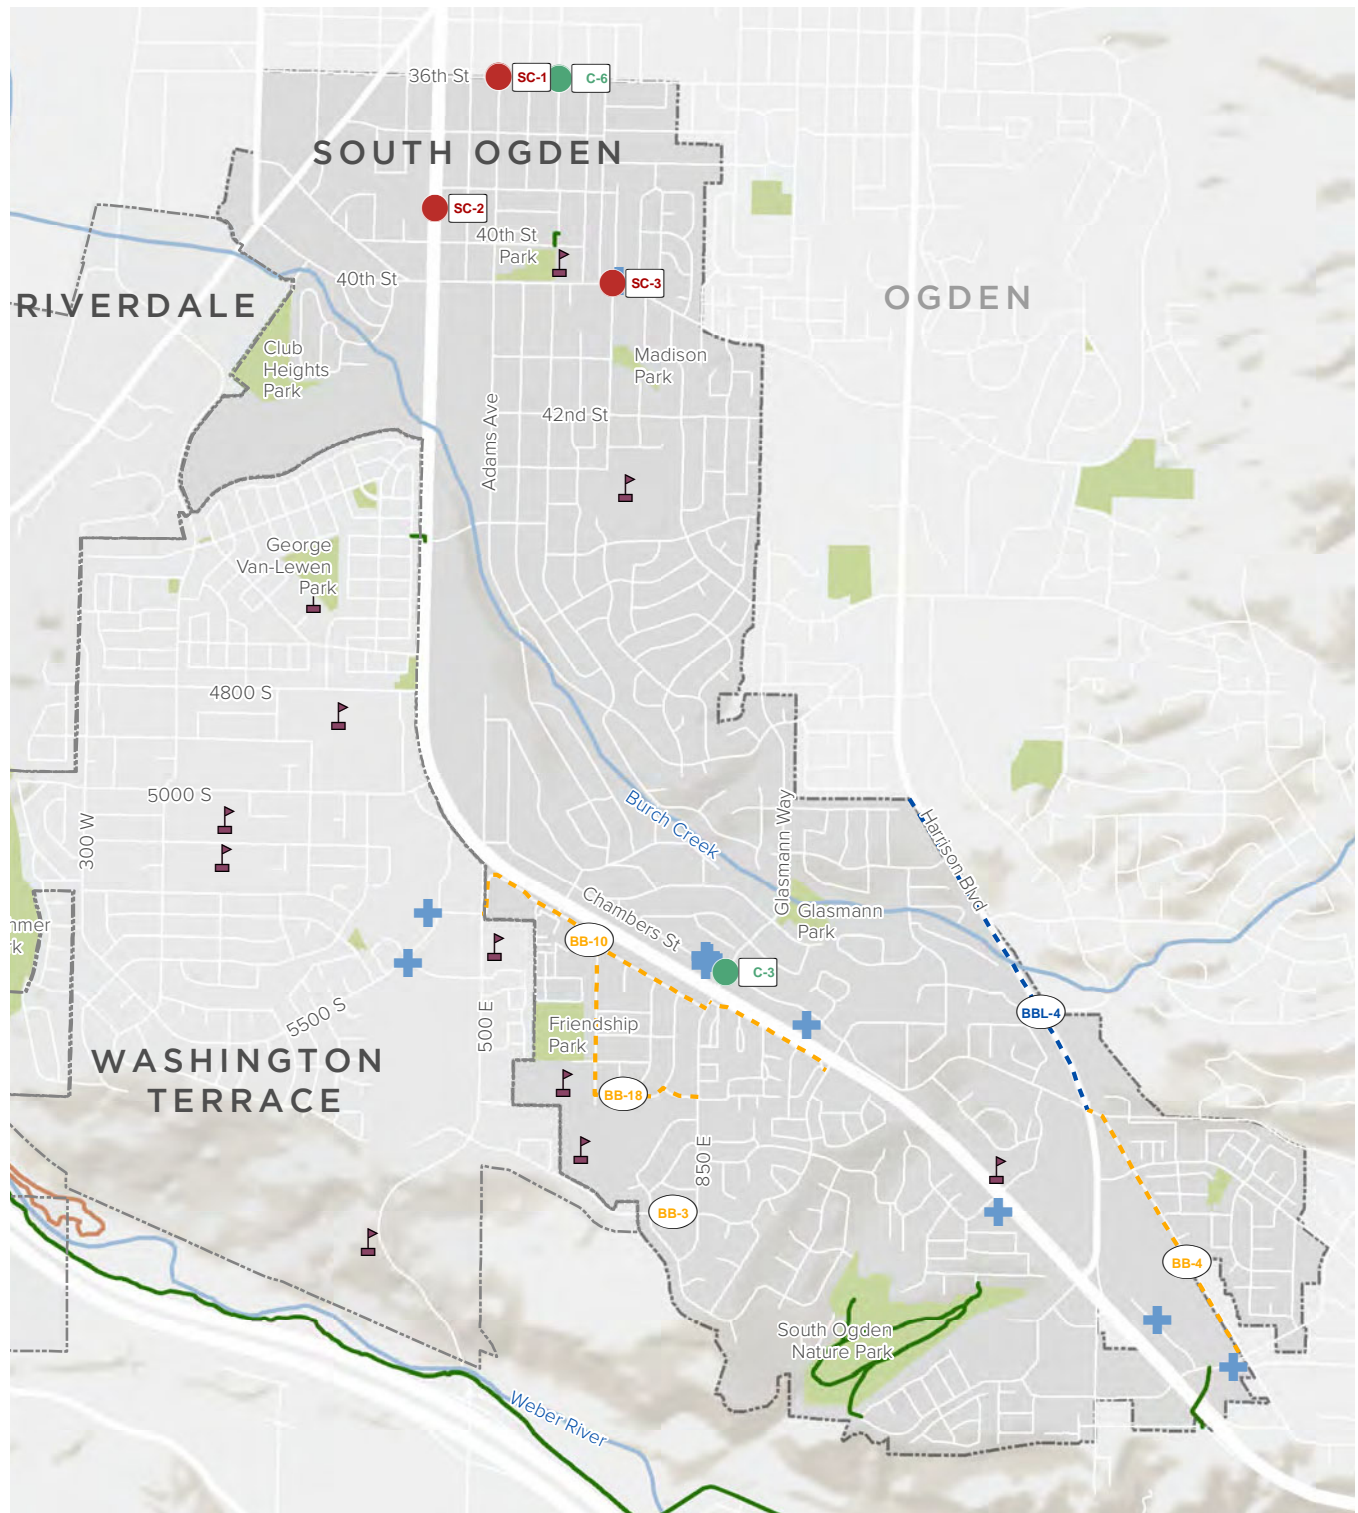 36th St
SC-1
C-6
SOUTH OGDEN
SC-2
40th St
Park
40th St
SC-3
RIVERDALE
OGDEN
Club
Heights
Park
Madison
Park
Adams Ave
42nd St
George
Van-Lewen
Park
4800 S
5000 S
300 W
Burch Creek
Glasmann Way
Harrison Blvd
Chambers St
Glasmann
Park
BB-10
C-3
500 E
5500 S
Friendship
Park
BBL-4
WASHINGTON
TERRACE
BB-18
850 E
BB-3
BB-4
South Ogden
Nature Park
Weber River